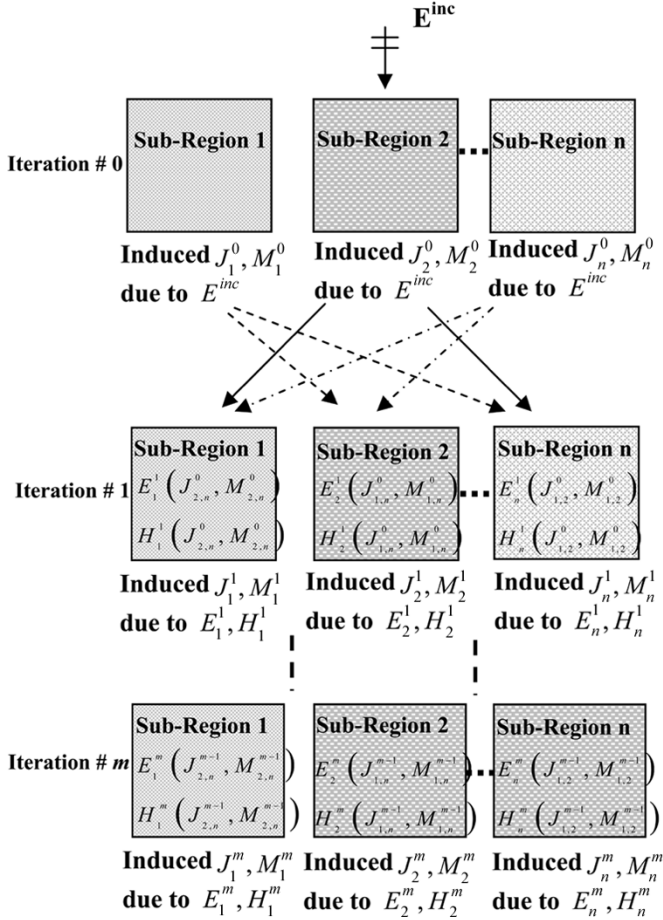 E^inc
Sub-Region 1 Sub-Region 2 Sub-Region n
Iteration # 0
Induced J_1^0, M_1^0 Induced J_2^0, M_2^0 Induced J_n^0, M_n^0
due to E^inc due to E^inc due to E^inc
Sub-Region 1 Sub-Region 2 Sub-Region n
Iteration # 1
E_1^1 (J_{2,n}^0, M_{2,n}^0) E_2^1 (J_{1,n}^0, M_{1,n}^0) E_n^1 (J_{1,2}^0, M_{1,2}^0)
H_1^1 (J_{2,n}^0, M_{2,n}^0) H_2^1 (J_{1,n}^0, M_{1,n}^0) H_n^1 (J_{1,2}^0, M_{1,2}^0)
Induced J_1^1, M_1^1 Induced J_2^1, M_2^1 Induced J_n^1, M_n^1
due to E_1^1, H_1^1 due to E_2^1, H_2^1 due to E_n^1, H_n^1
Sub-Region 1 Sub-Region 2 Sub-Region n
Iteration # m
E_1^m (J_{2,n}^{m-1}, M_{2,n}^{m-1}) E_2^m (J_{1,n}^{m-1}, M_{1,n}^{m-1}) E_n^m (J_{1,2}^{m-1}, M_{1,2}^{m-1})
H_1^m (J_{2,n}^{m-1}, M_{2,n}^{m-1}) H_2^m (J_{1,n}^{m-1}, M_{1,n}^{m-1}) H_n^m (J_{1,2}^{m-1}, M_{1,2}^{m-1})
Induced J_1^m, M_1^m Induced J_2^m, M_2^m Induced J_n^m, M_n^m
due to E_1^m, H_1^m due to E_2^m, H_2^m due to E_n^m, H_n^m